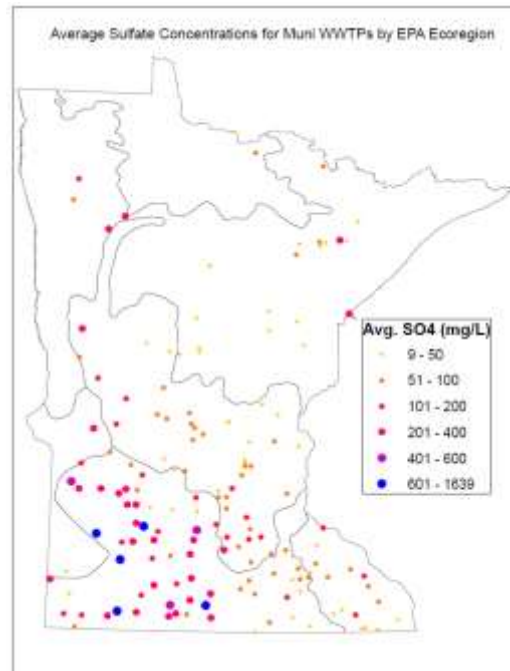 Average Sulfate Concentrations for Muni WWTPs by EPA Ecoregion
Avg. SO4 (mg/L)
9 - 50
51 - 100
101 - 200
201 - 400
401 - 600
601 - 1639